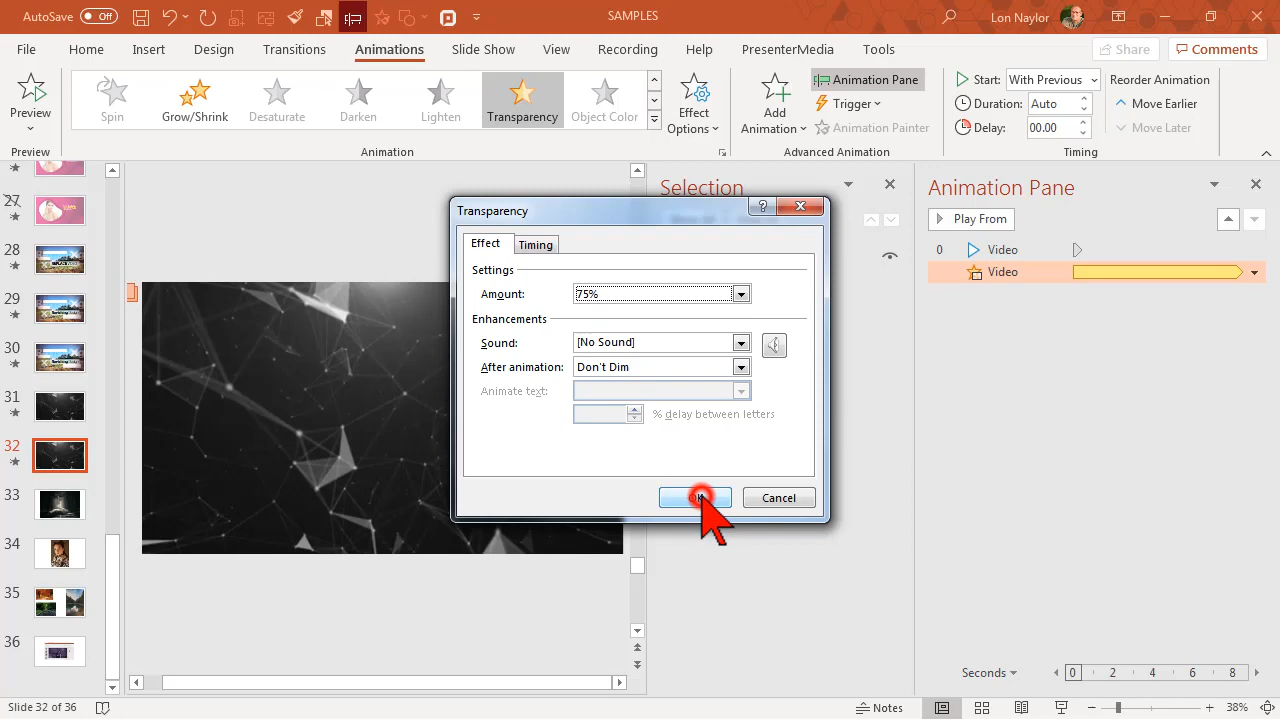 AutoSave Off
SAMPLES
Lon Naylor
File Home Insert Design Transitions Animations Slide Show View Recording Help PresenterMedia Tools
Share Comments
Preview
Spin Grow/Shrink Desaturate Darken Lighten Transparency Object Color
Effect
Options
Add
Animation
Animation Pane
Trigger
Animation Painter
Start: With Previous
Duration: Auto
Delay: 00.00
Reorder Animation
Move Earlier
Move Later
Preview Animation Advanced Animation Timing
27
28
29
30
31
32
33
34
35
36
Selection
Animation Pane
Play From
0 Video
Video
Transparency
Effect Timing
Settings
Amount: 75%
Enhancements
Sound: [No Sound]
After animation: Don't Dim
Animate text:
% delay between letters
Cancel
Seconds 0 2 4 6 8
Slide 32 of 36
Notes
38%